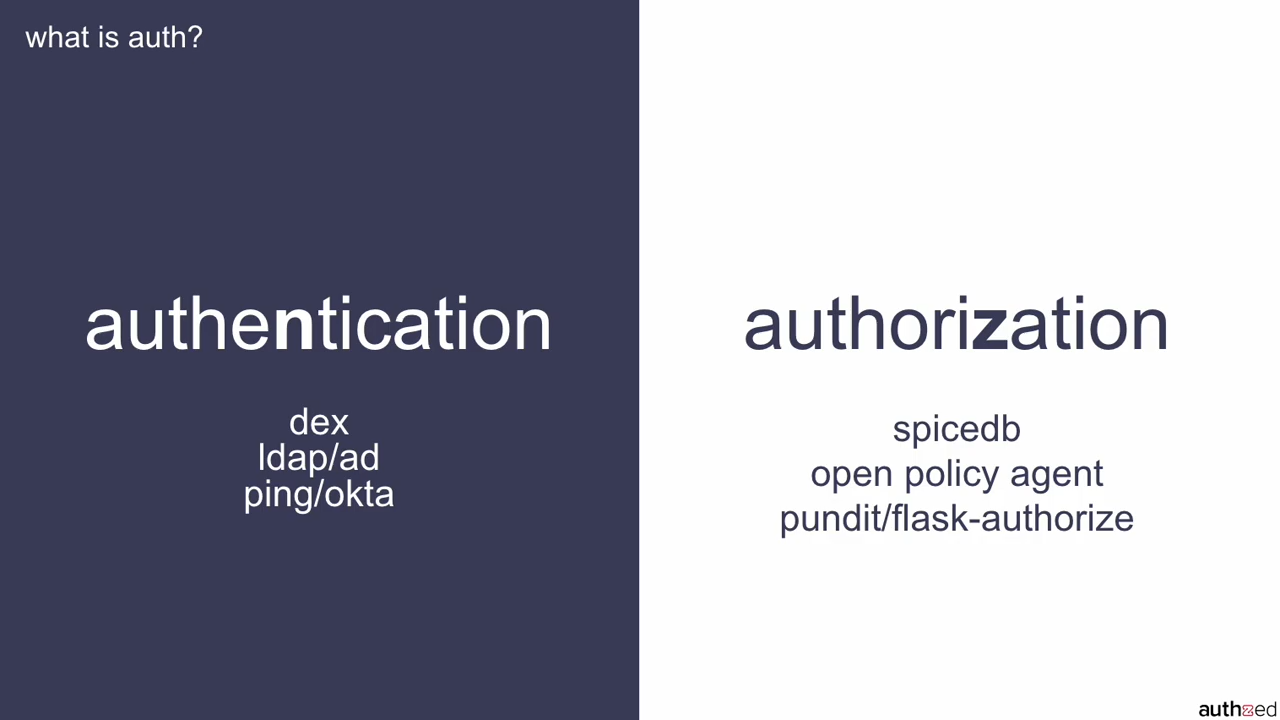 what is auth?
authentication
dex
ldap/ad
ping/okta
authorization
spicedb
open policy agent
pundit/flask-authorize
authzed